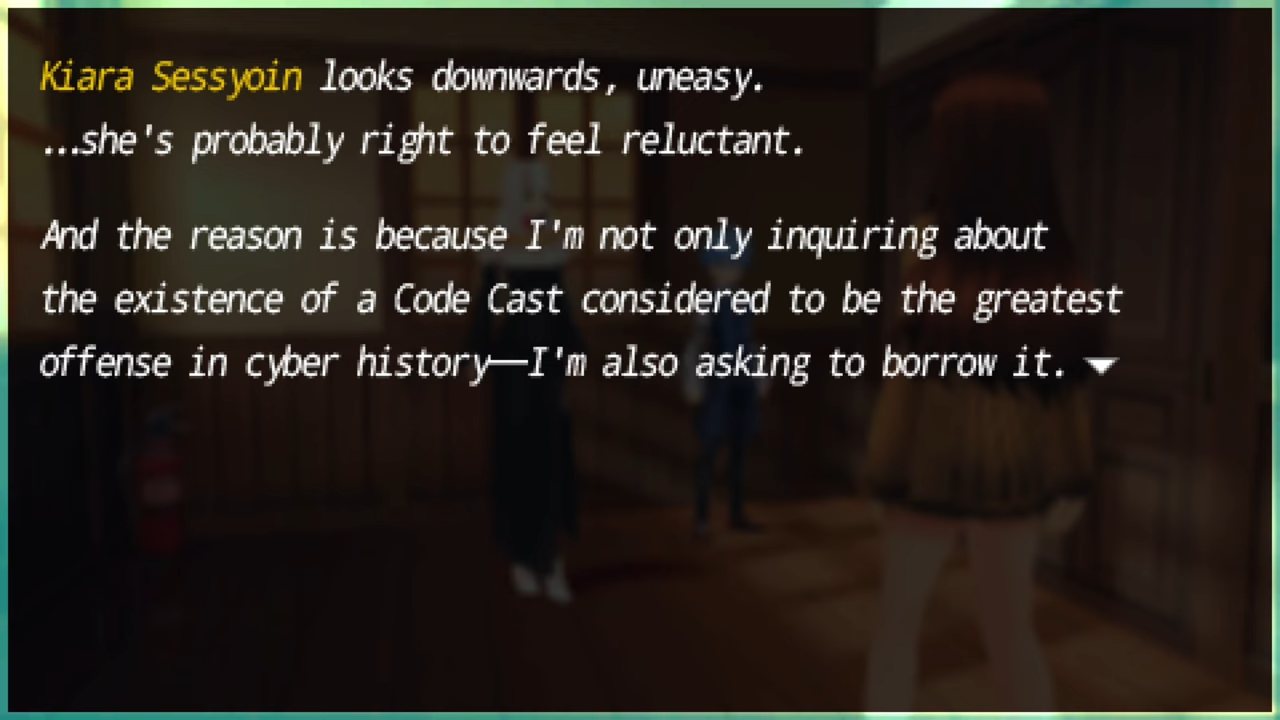 Kiara Sessyoin looks downwards, uneasy.
...she's probably right to feel reluctant.
And the reason is because I'm not only inquiring about
the existence of a Code Cast considered to be the greatest
offense in cyber history──I'm also asking to borrow it.